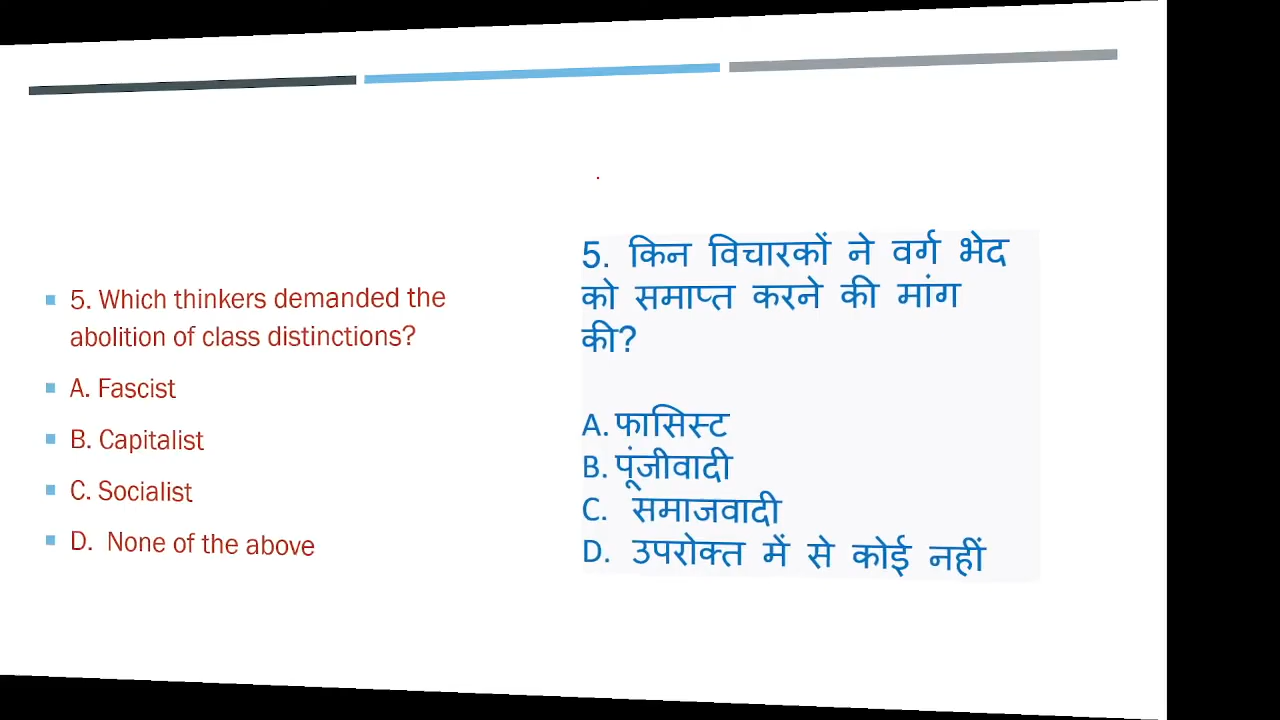 5. Which thinkers demanded the
abolition of class distinctions?
A. Fascist
B. Capitalist
C. Socialist
D. None of the above
5. किन विचारकों ने वर्ग भेद
को समाप्त करने की मांग
की?
A. फासिस्ट
B. पूंजीवादी
C. समाजवादी
D. उपरोक्त में से कोई नहीं